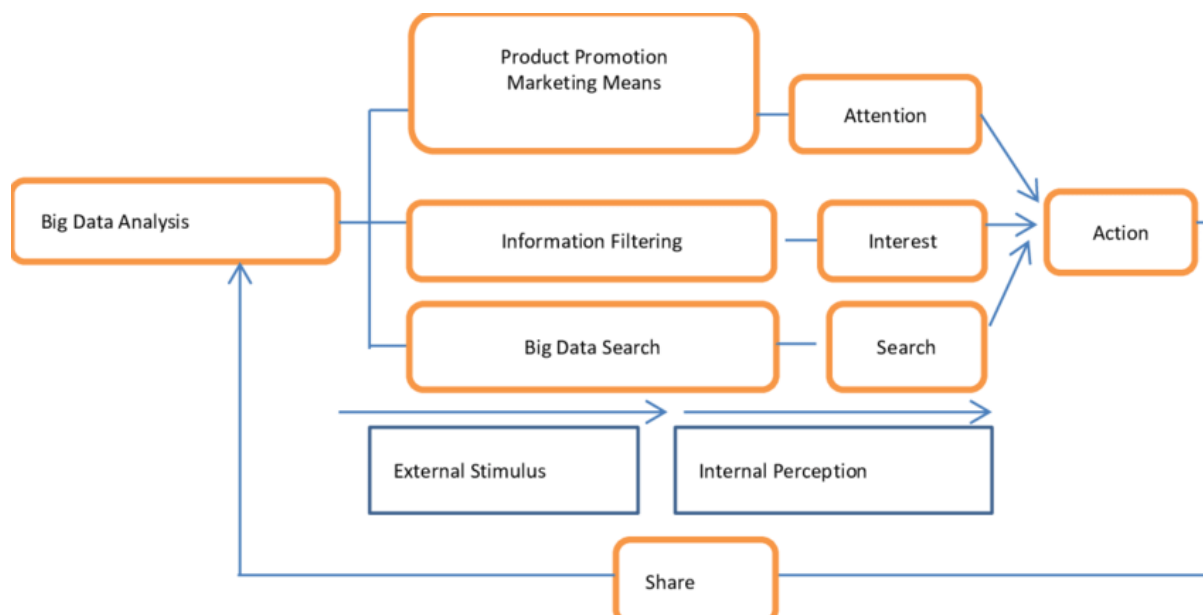 Product Promotion
Marketing Means
Attention
Big Data Analysis
Information Filtering
Interest
Action
Big Data Search
Search
External Stimulus
Internal Perception
Share